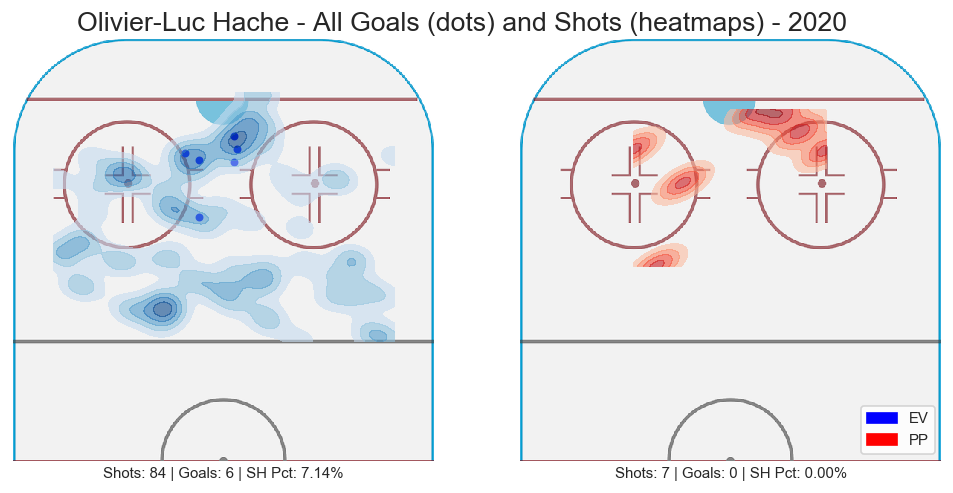 Olivier-Luc Hache - All Goals (dots) and Shots (heatmaps) - 2020
EV
PP
Shots: 84 | Goals: 6 | SH Pct: 7.14%
Shots: 7 | Goals: 0 | SH Pct: 0.00%